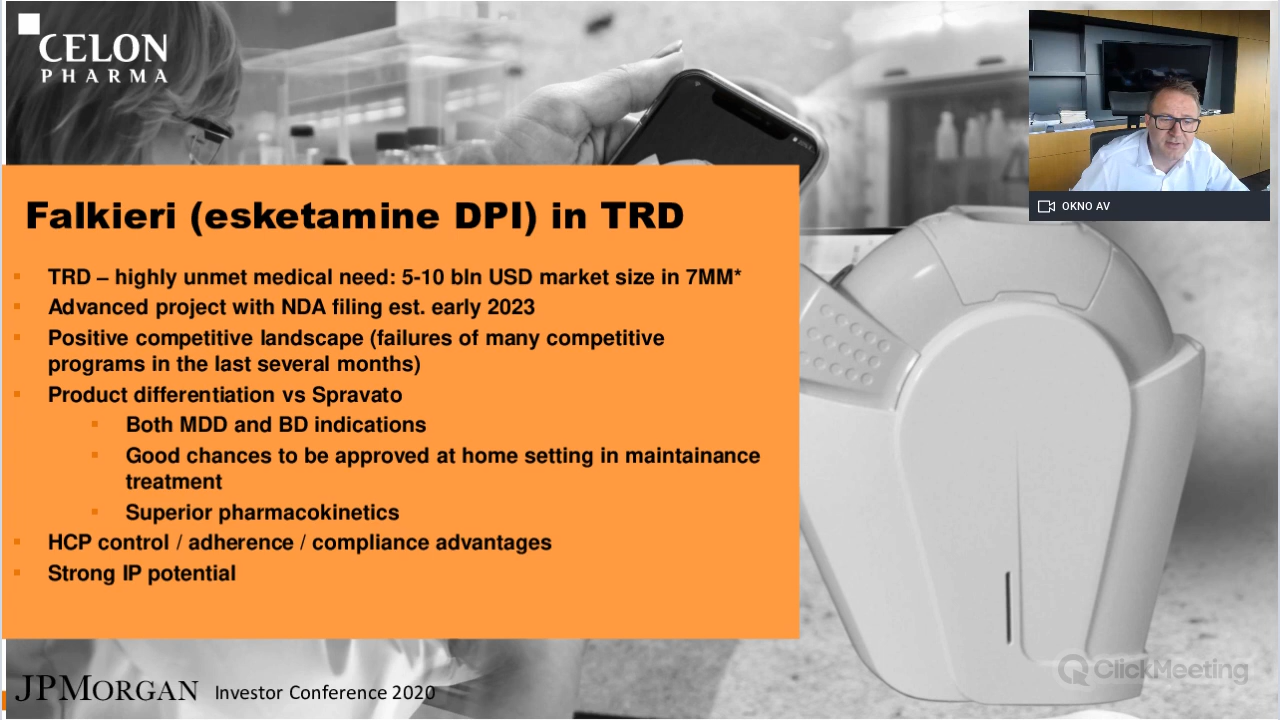 CELON
PHARMA
OKNO AV
Falkieri (esketamine DPI) in TRD
TRD – highly unmet medical need: 5-10 bln USD market size in 7MM*
Advanced project with NDA filing est. early 2023
Positive competitive landscape (failures of many competitive
programs in the last several months)
Product differentiation vs Spravato
Both MDD and BD indications
Good chances to be approved at home setting in maintainance
treatment
Superior pharmacokinetics
HCP control / adherence / compliance advantages
Strong IP potential
JPMORGAN Investor Conference 2020
ClickMeeting